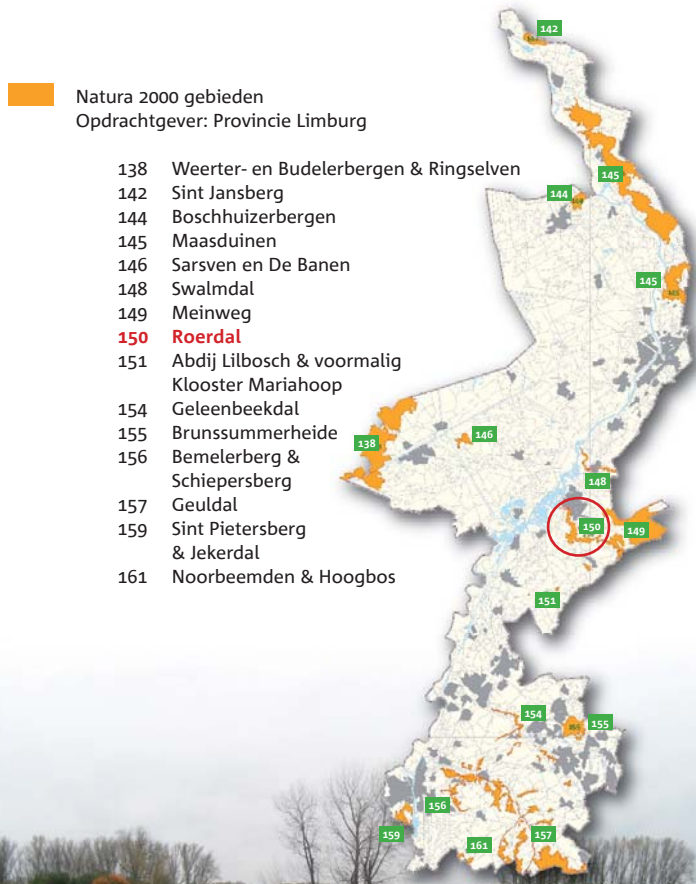 Natura 2000 gebieden
Opdrachtgever: Provincie Limburg
138 Weerter- en Budelerbergen & Ringselven
142 Sint Jansberg
144 Boschhuizerbergen
145 Maasduinen
146 Sarsven en De Banen
148 Swalmdal
149 Meinweg
150 Roerdal
151 Abdij Lilbosch & voormalig
Klooster Mariahoop
154 Geleenbeekdal
155 Brunssummerheide
156 Bemelerberg &
Schiepersberg
157 Geuldal
159 Sint Pietersberg
& Jekerdal
161 Noorbeemden & Hoogbos
142
145
144
145
138
146
148
150
149
151
154
155
156
159
161
157